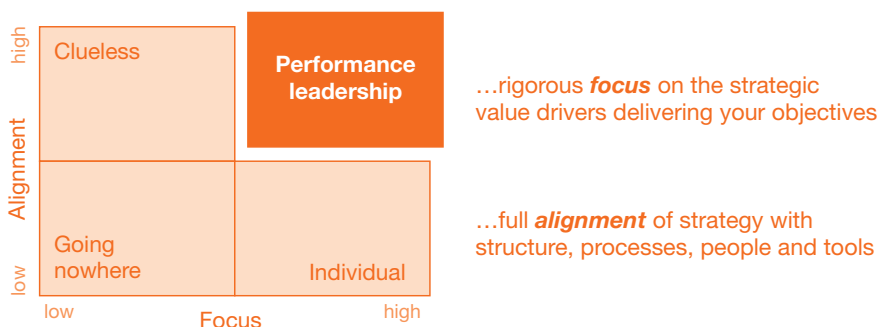 high
Alignment
low
Clueless
Performance
leadership
Going
nowhere
Individual
low
Focus
high
…rigorous focus on the strategic
value drivers delivering your objectives
…full alignment of strategy with
structure, processes, people and tools